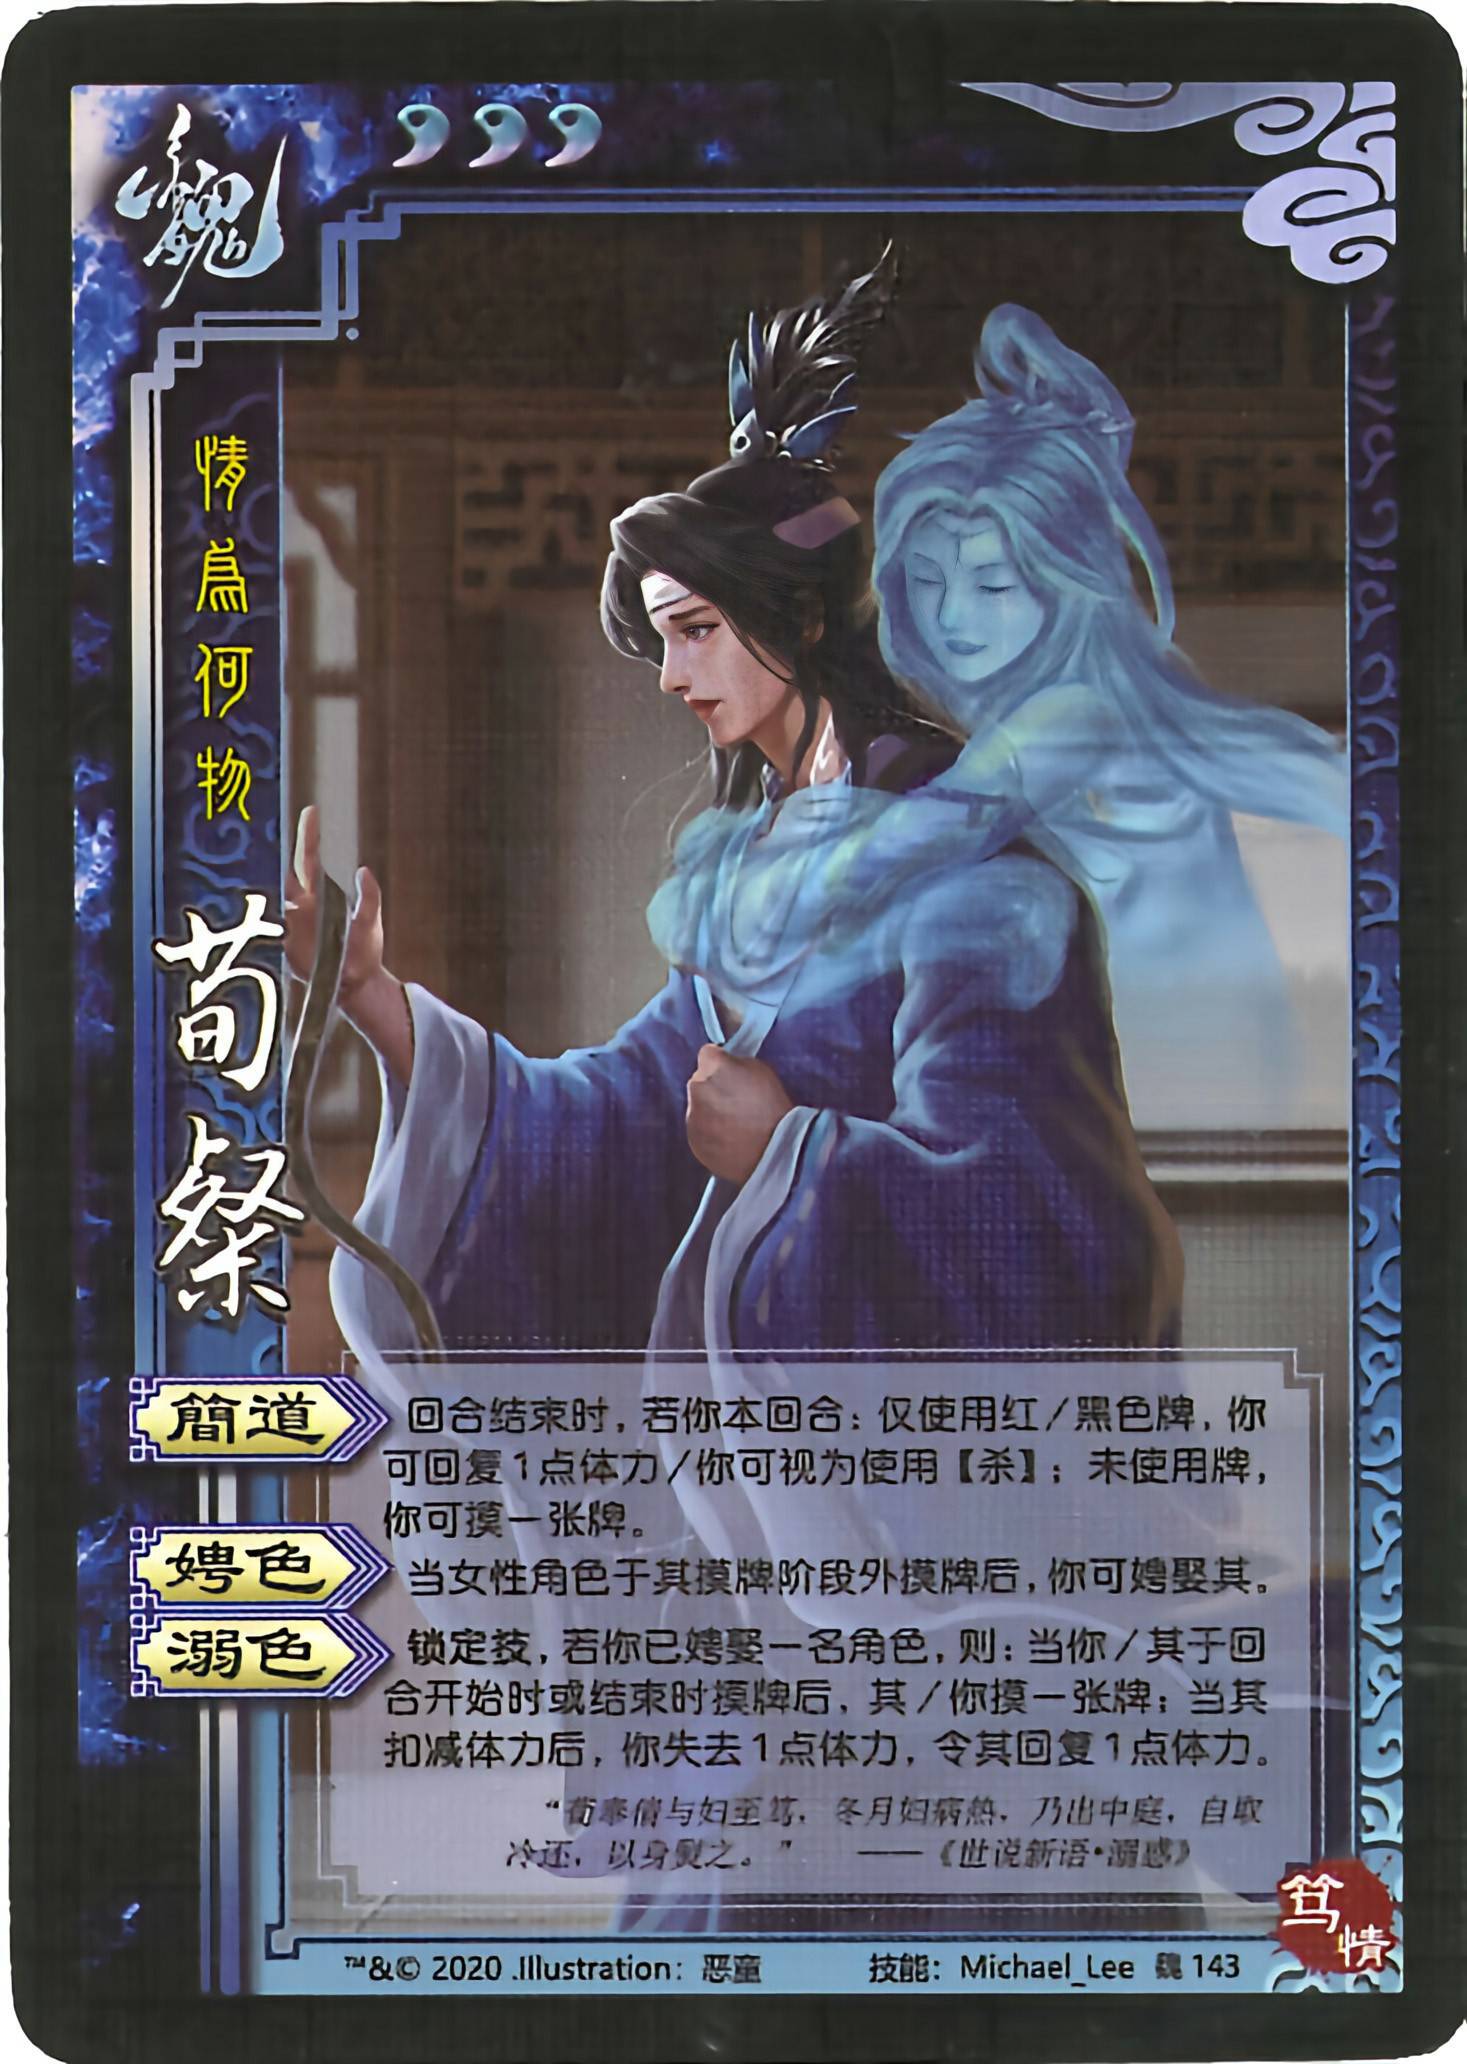 魏
情為何物
荀粲
簡道
回合结束时，若你本回合：仅使用红/黑色牌，你
可回复1点体力/你可视为使用【杀】；未使用牌，
你可摸一张牌。
娉色
当女性角色于其摸牌阶段外摸牌后，你可娉娶其。
溺色
锁定技，若你已娉娶一名角色，则：当你/其于回
合开始时或结束时摸牌后，其/你摸一张牌；当其
扣减体力后，你失去1点体力，令其回复1点体力。
“荀奉倩与妇至笃，冬月妇病热，乃出中庭，自取
冷还，以身熨之。”——《世说新语·溺惑》
笃情
™&© 2020 .Illustration：恶童 技能：Michael_Lee 魏 143